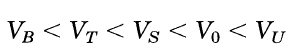 V_B < V_T < V_S < V_0 < V_U